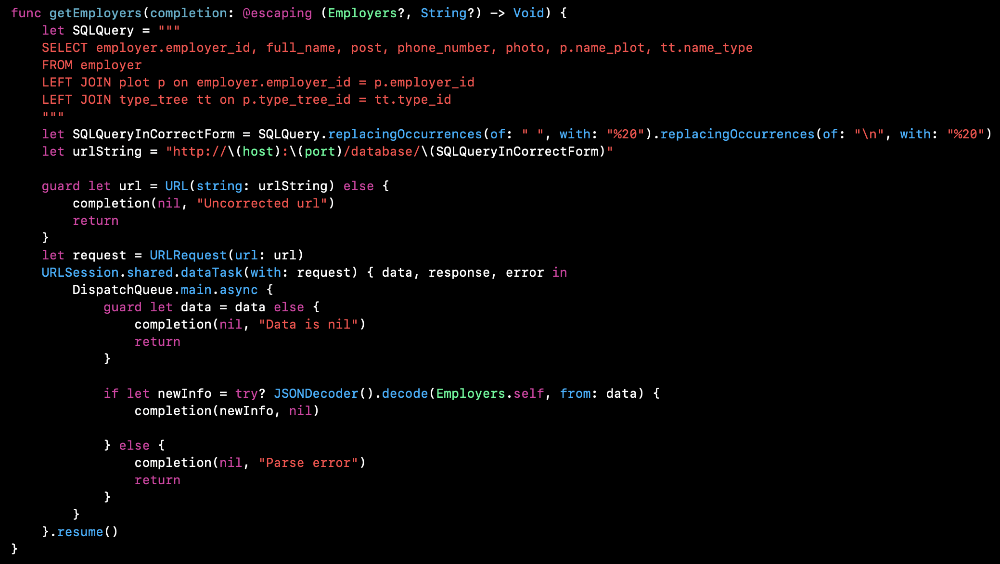 func getEmployers(completion: @escaping (Employers?, String?) -> Void) {
    let SQLQuery = """
    SELECT employer.employer_id, full_name, post, phone_number, photo, p.name_plot, tt.name_type
    FROM employer
    LEFT JOIN plot p on employer.employer_id = p.employer_id
    LEFT JOIN type_tree tt on p.type_tree_id = tt.type_id
    """
    let SQLQueryInCorrectForm = SQLQuery.replacingOccurrences(of: " ", with: "%20").replacingOccurrences(of: "\n", with: "%20")
    let urlString = "http://\(host):\(port)/database/\(SQLQueryInCorrectForm)"

    guard let url = URL(string: urlString) else {
        completion(nil, "Uncorrected url")
        return
    }
    let request = URLRequest(url: url)
    URLSession.shared.dataTask(with: request) { data, response, error in
        DispatchQueue.main.async {
            guard let data = data else {
                completion(nil, "Data is nil")
                return
            }

            if let newInfo = try? JSONDecoder().decode(Employers.self, from: data) {
                completion(newInfo, nil)

            } else {
                completion(nil, "Parse error")
                return
            }
        }
    }.resume()
}